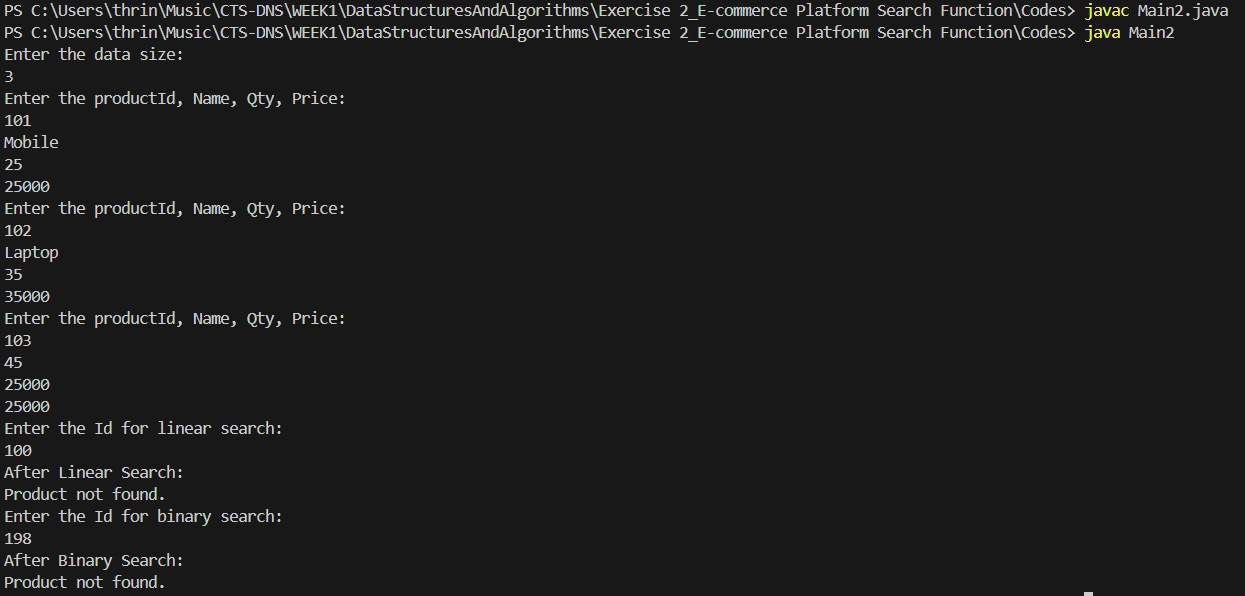 PS C:\Users\thrin\Music\CTS-DNS\WEEK1\DataStructuresAndAlgorithms\Exercise 2_E-commerce Platform Search Function\Codes> javac Main2.java
PS C:\Users\thrin\Music\CTS-DNS\WEEK1\DataStructuresAndAlgorithms\Exercise 2_E-commerce Platform Search Function\Codes> java Main2
Enter the data size:
3
Enter the productId, Name, Qty, Price:
101
Mobile
25
25000
Enter the productId, Name, Qty, Price:
102
Laptop
35
35000
Enter the productId, Name, Qty, Price:
103
45
25000
25000
Enter the Id for linear search:
100
After Linear Search:
Product not found.
Enter the Id for binary search:
198
After Binary Search:
Product not found.